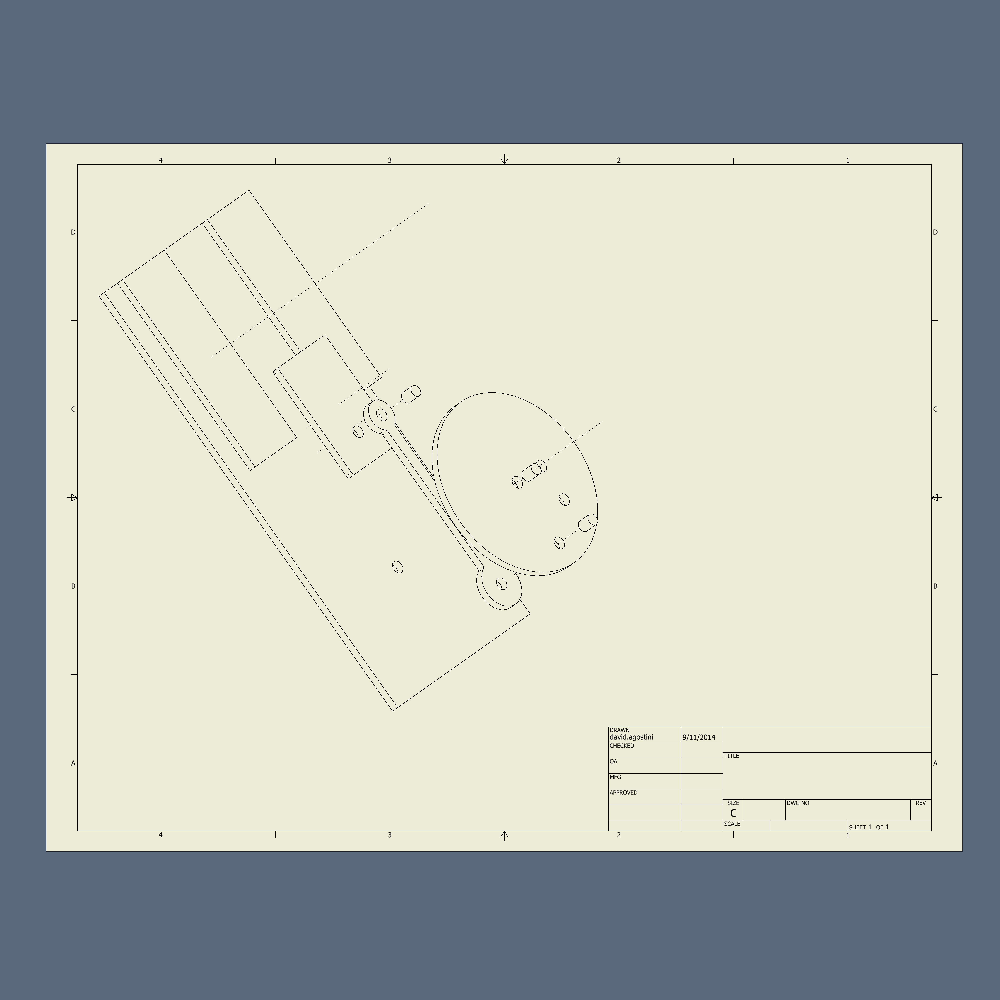 4 3 2 1
D D
C C
B B
A A
DRAWN
david.agostini 9/11/2014
CHECKED
QA
MFG
APPROVED
TITLE
SIZE DWG NO REV
C
SCALE
SHEET 1 OF 1
4 3 2 1